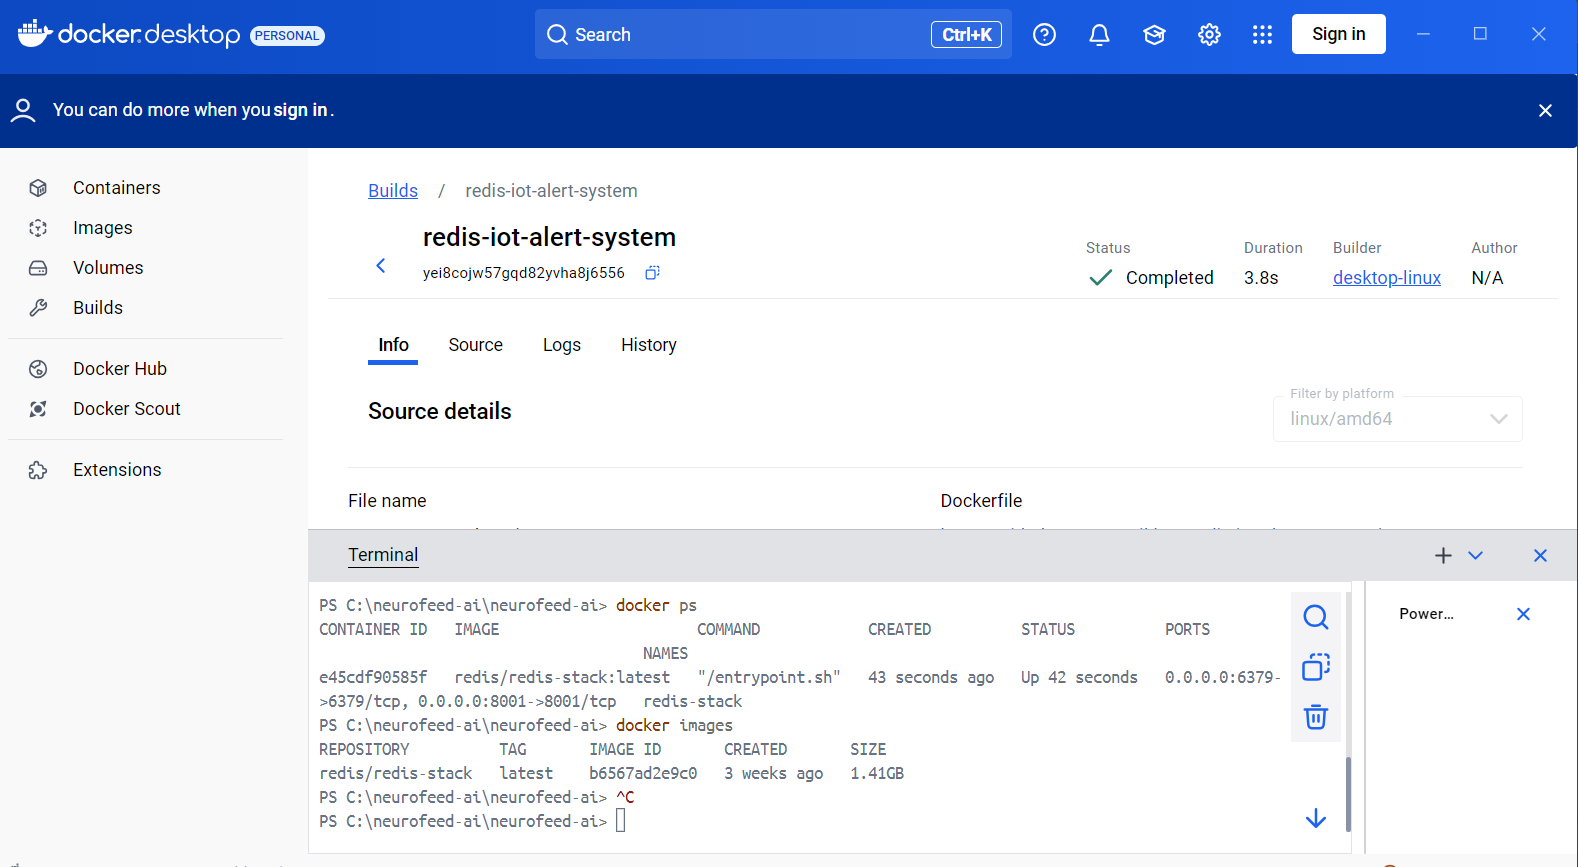 docker.desktop PERSONAL
Search
Ctrl+K
Sign in
You can do more when you sign in.
Containers
Images
Volumes
Builds
Docker Hub
Docker Scout
Extensions
Builds / redis-iot-alert-system
redis-iot-alert-system
yei8cojw57gqd82yvha8j6556
Status
Completed
Duration
3.8s
Builder
desktop-linux
Author
N/A
Info
Source
Logs
History
Source details
Filter by platform
linux/amd64
File name
Dockerfile
Terminal
PS C:\neurofeed-ai\neurofeed-ai> docker ps
CONTAINER ID   IMAGE                      COMMAND            CREATED          STATUS          PORTS
NAMES
e45cdf90585f   redis/redis-stack:latest   "/entrypoint.sh"   43 seconds ago   Up 42 seconds   0.0.0.0:6379-
>6379/tcp, 0.0.0.0:8001->8001/tcp   redis-stack
PS C:\neurofeed-ai\neurofeed-ai> docker images
REPOSITORY          TAG       IMAGE ID       CREATED       SIZE
redis/redis-stack   latest    b6567ad2e9c0   3 weeks ago   1.41GB
PS C:\neurofeed-ai\neurofeed-ai> ^C
PS C:\neurofeed-ai\neurofeed-ai>
Power...